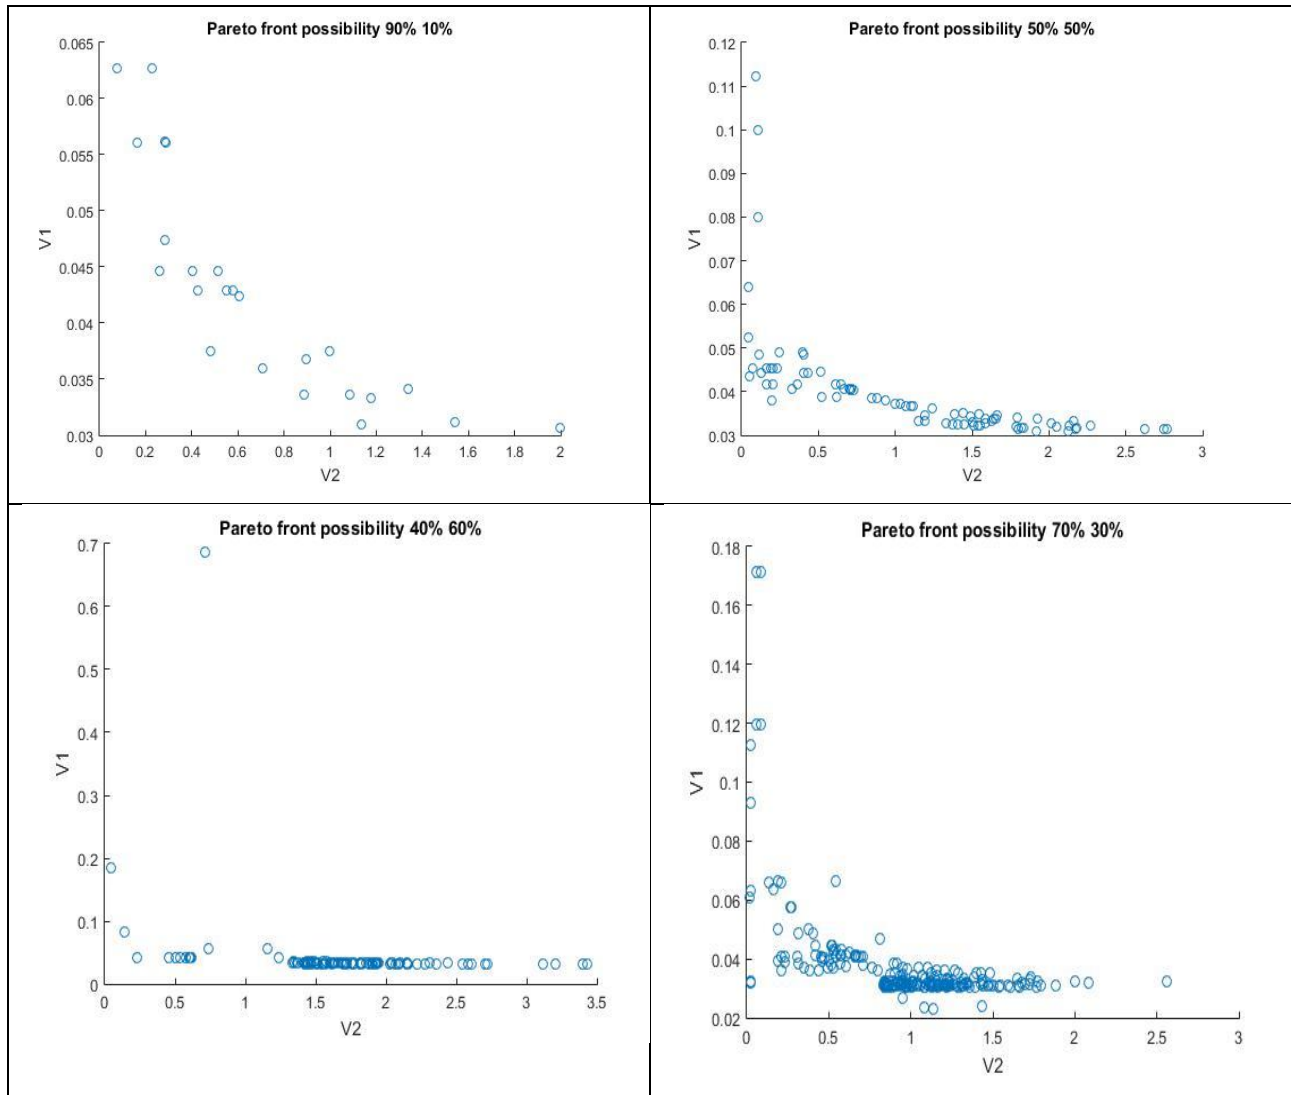 Pareto front possibility 90% 10%
0.065
0.06
0.055
0.05
0.045
0.04
0.035
0.03
V1
0 0.2 0.4 0.6 0.8 1 1.2 1.4 1.6 1.8 2
V2
Pareto front possibility 50% 50%
0.12
0.11
0.1
0.09
0.08
0.07
0.06
0.05
0.04
0.03
V1
0 0.5 1 1.5 2 2.5 3
V2
Pareto front possibility 40% 60%
0.7
0.6
0.5
0.4
0.3
0.2
0.1
0
V1
0 0.5 1 1.5 2 2.5 3 3.5
V2
Pareto front possibility 70% 30%
0.18
0.16
0.14
0.12
0.1
0.08
0.06
0.04
0.02
V1
0 0.5 1 1.5 2 2.5 3
V2